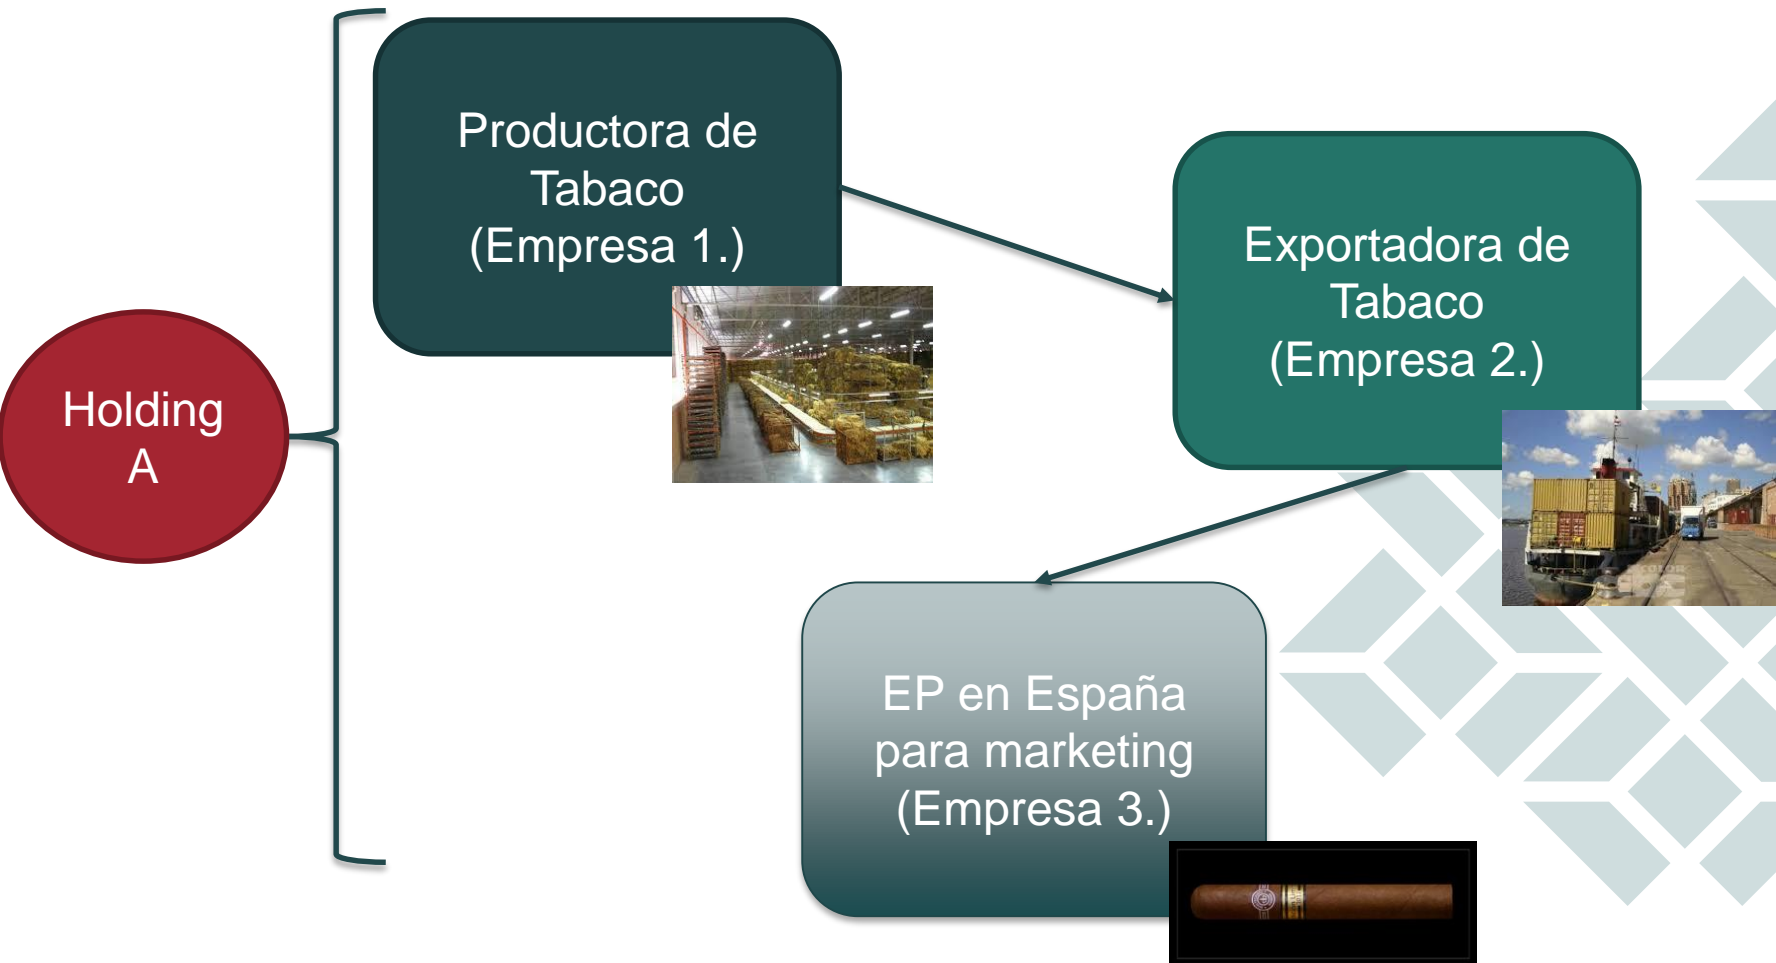 Productora de
Tabaco
(Empresa 1.)
Exportadora de
Tabaco
(Empresa 2.)
Holding
A
EP en España
para marketing
(Empresa 3.)